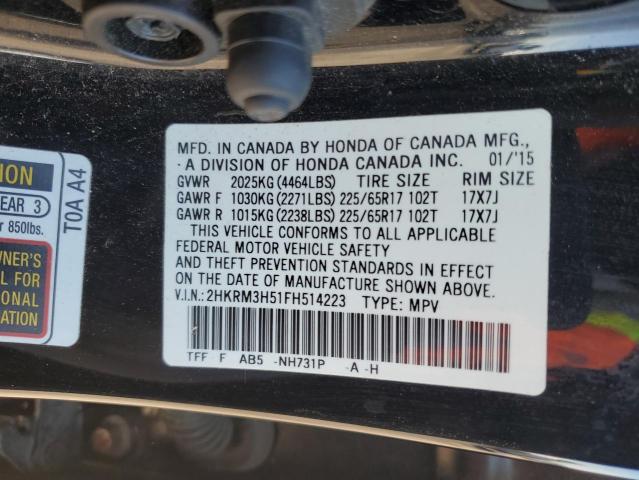 ION
EAR 3
r 850lbs.
WNER'S
L FOR
ONAL
ATION
T0A A4
MFD. IN CANADA BY HONDA OF CANADA MFG.,
- A DIVISION OF HONDA CANADA INC. 01/'15
GVWR 2025KG (4464LBS) TIRE SIZE RIM SIZE
GAWR F 1030KG (2271LBS) 225/65R17 102T 17X7J
GAWR R 1015KG (2238LBS) 225/65R17 102T 17X7J
THIS VEHICLE CONFORMS TO ALL APPLICABLE
FEDERAL MOTOR VEHICLE SAFETY
AND THEFT PREVENTION STANDARDS IN EFFECT
ON THE DATE OF MANUFACTURE SHOWN ABOVE.
V.I.N.: 2HKRM3H51FH514223 TYPE: MPV
TFF - F AB5 -NH731P -A -H